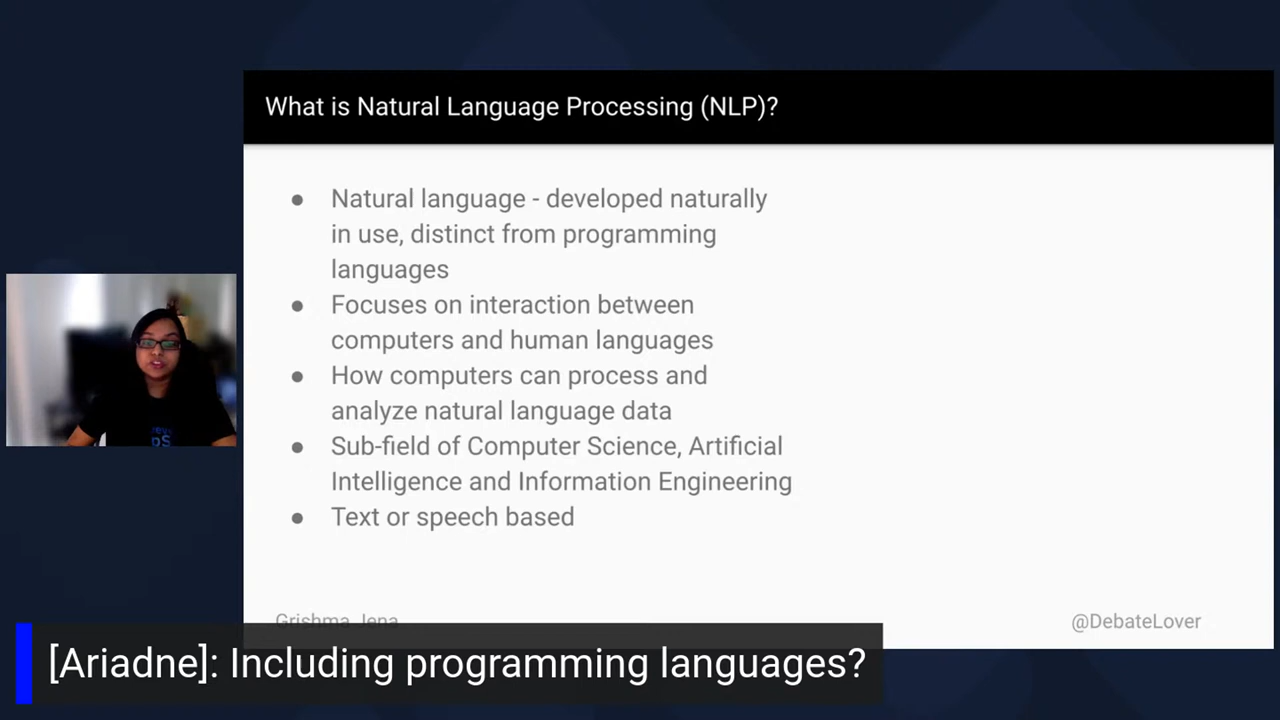 What is Natural Language Processing (NLP)?
● Natural language - developed naturally
in use, distinct from programming
languages
● Focuses on interaction between
computers and human languages
● How computers can process and
analyze natural language data
● Sub-field of Computer Science, Artificial
Intelligence and Information Engineering
● Text or speech based
Grishma Jena
@DebateLover
[Ariadne]: Including programming languages?